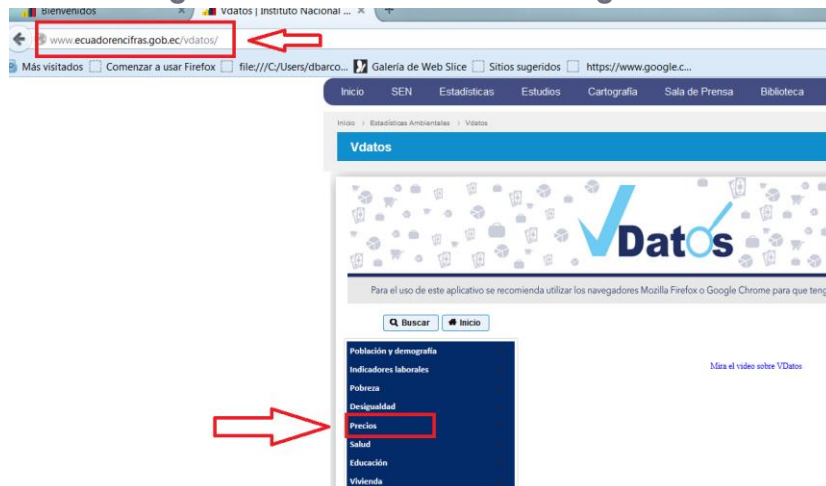 Bienvenidos × Vdatos | Instituto Nacional ... × +
www.ecuadorencifras.gob.ec/vdatos/
Más visitados Comenzar a usar Firefox file:///C:/Users/dbarco... Galería de Web Slice Sitios sugeridos https://www.google.c...
Inicio SEN Estadísticas Estudios Cartografía Sala de Prensa Biblioteca
Inicio › Estadísticas Ambientales › Vdatos
Vdatos
VDatos
Para el uso de este aplicativo se recomienda utilizar los navegadores Mozilla Firefox o Google Chrome para que teng
Buscar Inicio
Población y demografía
Indicadores laborales
Mira el video sobre VDatos
Pobreza
Desigualdad
Precios
Salud
Educación
Vivienda